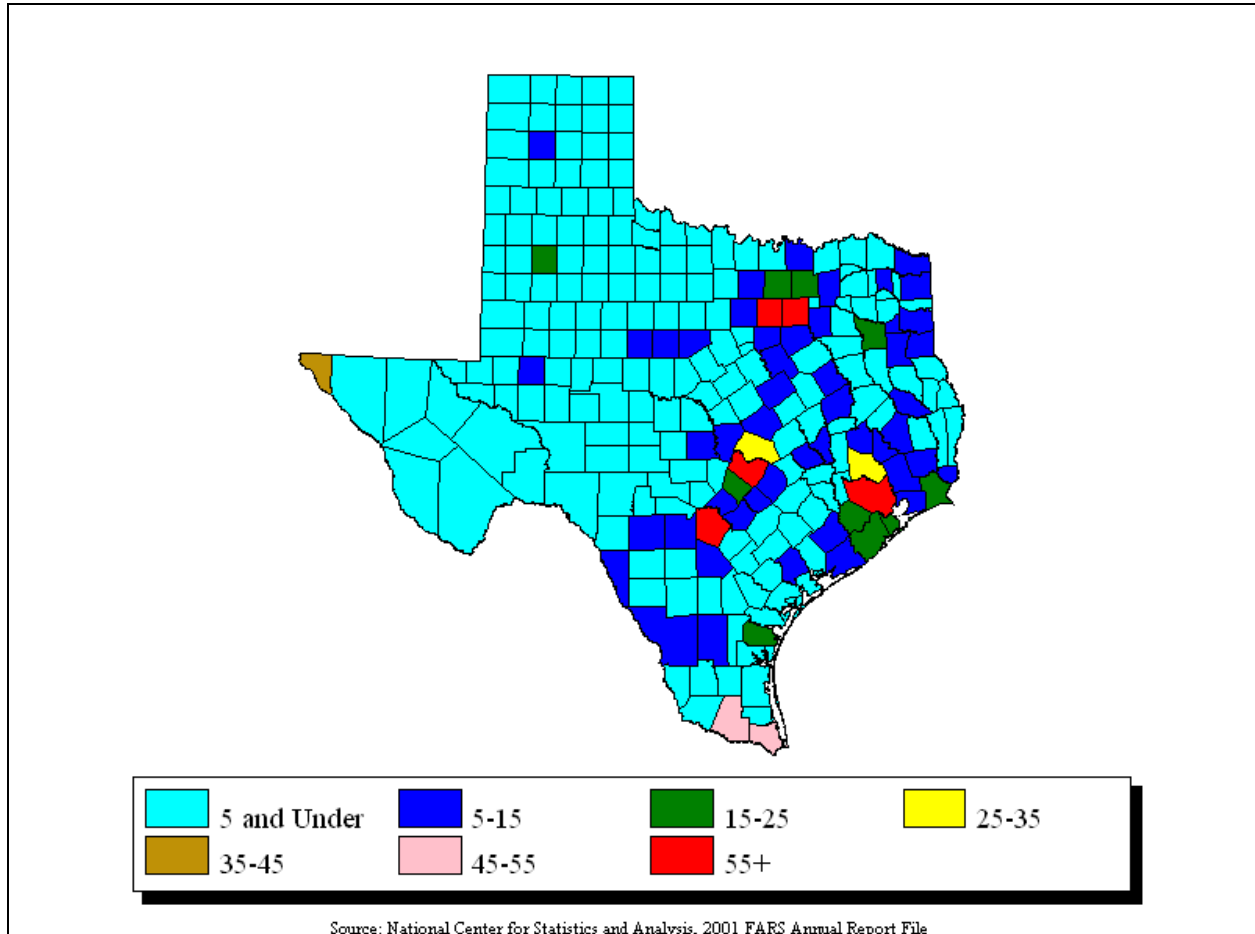 5 and Under 5-15 15-25 25-35
35-45 45-55 55+
Source: National Center for Statistics and Analysis, 2001 FARS Annual Report File